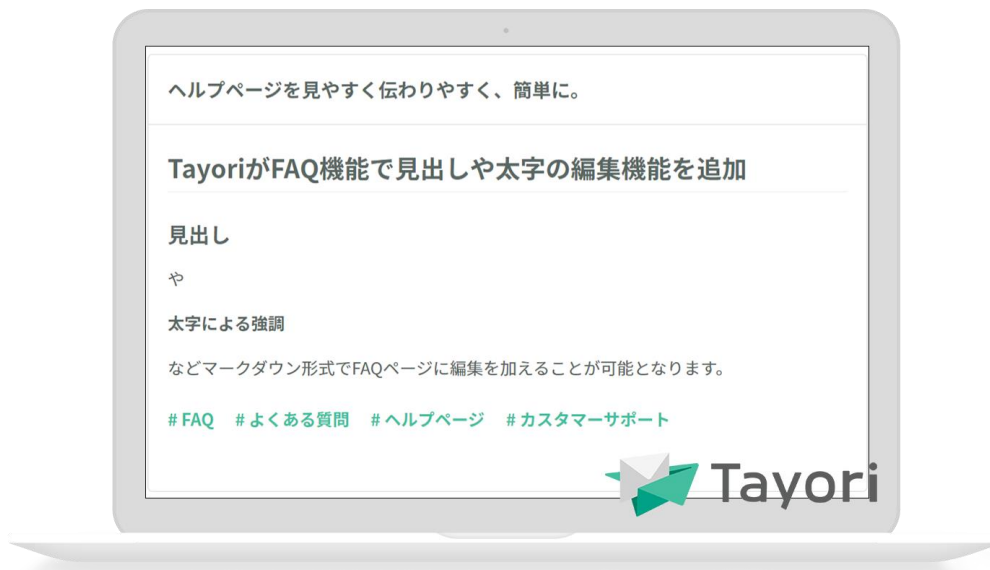 ヘルプページを見やすく伝わりやすく、簡単に。
TayoriがFAQ機能で見出しや太字の編集機能を追加
見出し
や
太字による強調
などマークダウン形式でFAQページに編集を加えることが可能となります。
# FAQ # よくある質問 # ヘルプページ # カスタマーサポート
Tayori